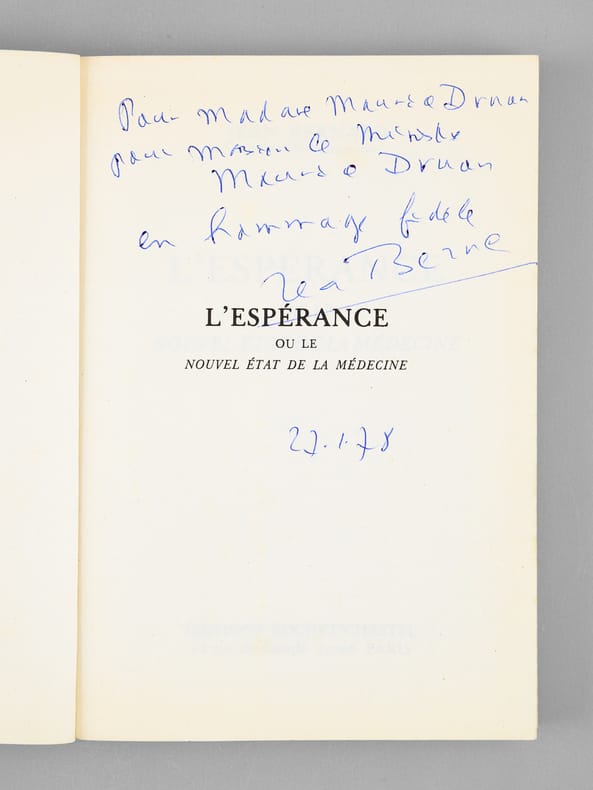 Pour Madame Maurice Druon
pour Monsieur Le Ministre
Maurice Druon
en hommage fidèle
Jean Bernard
L'ESPÉRANCE
OU LE
NOUVEL ÉTAT DE LA MÉDECINE
27.1.78